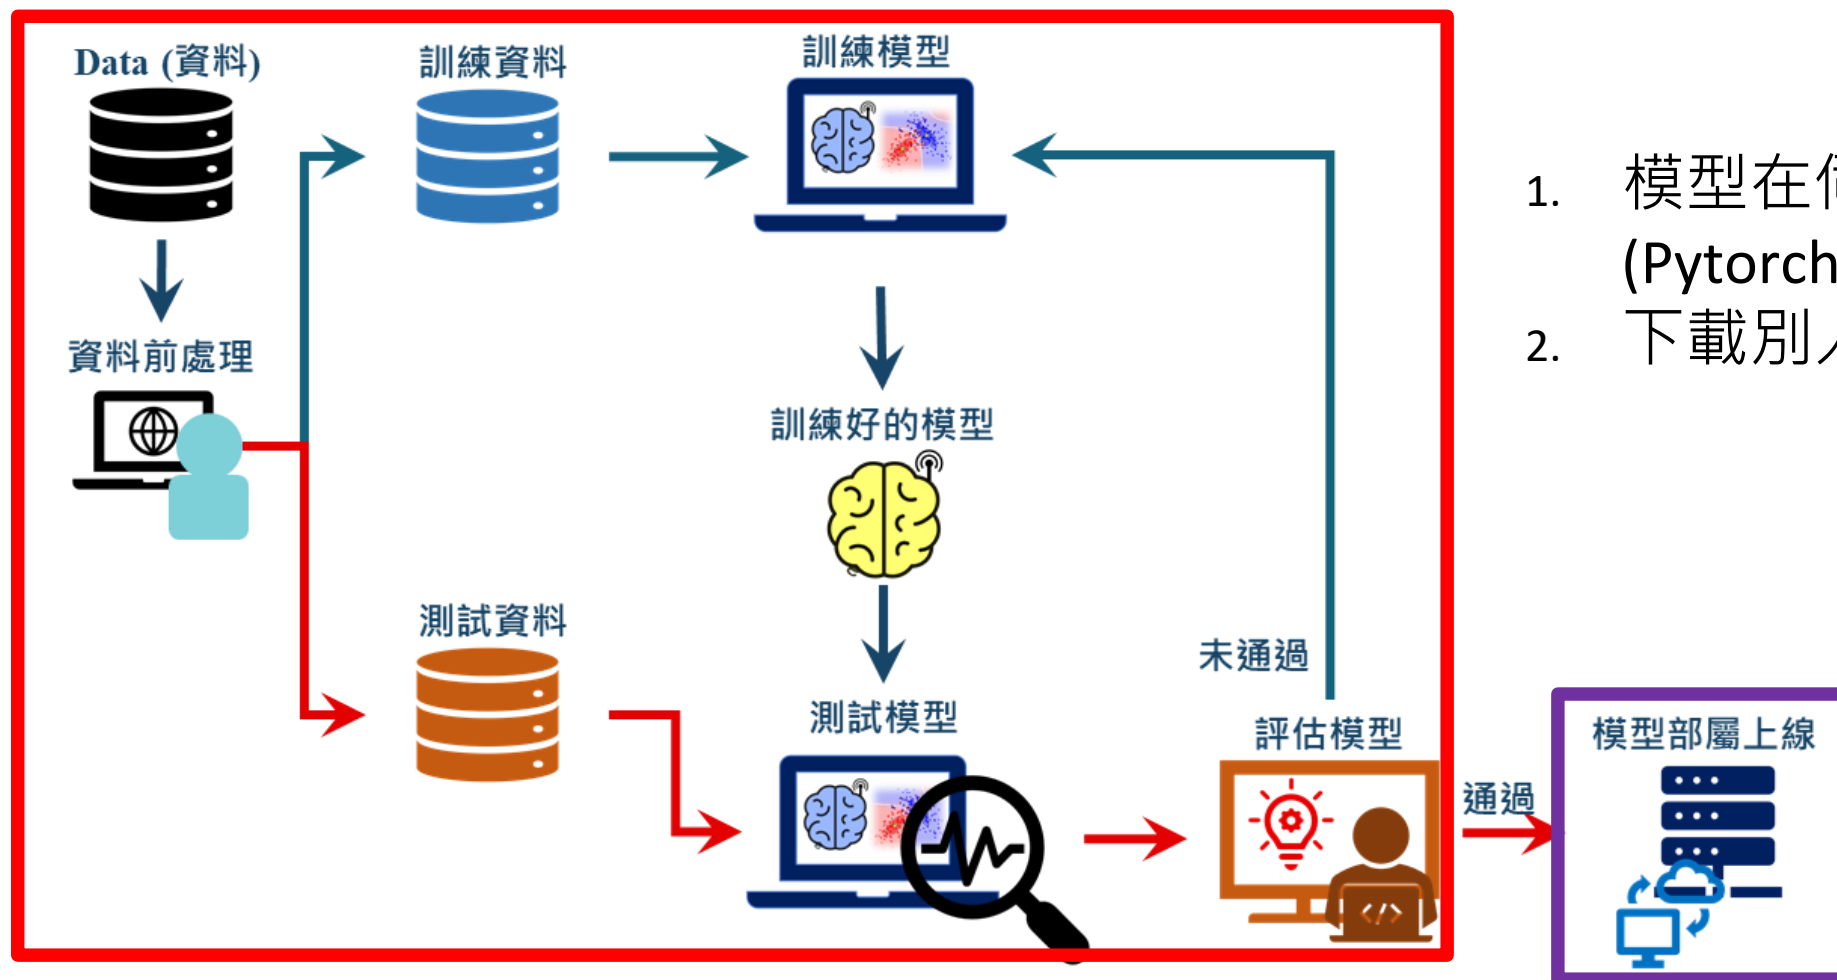 Data (資料)
訓練資料
訓練模型
資料前處理
訓練好的模型
測試資料
測試模型
未通過
評估模型
通過
模型部屬上線
</>
1. 模型在
(Pytorch
2. 下載別